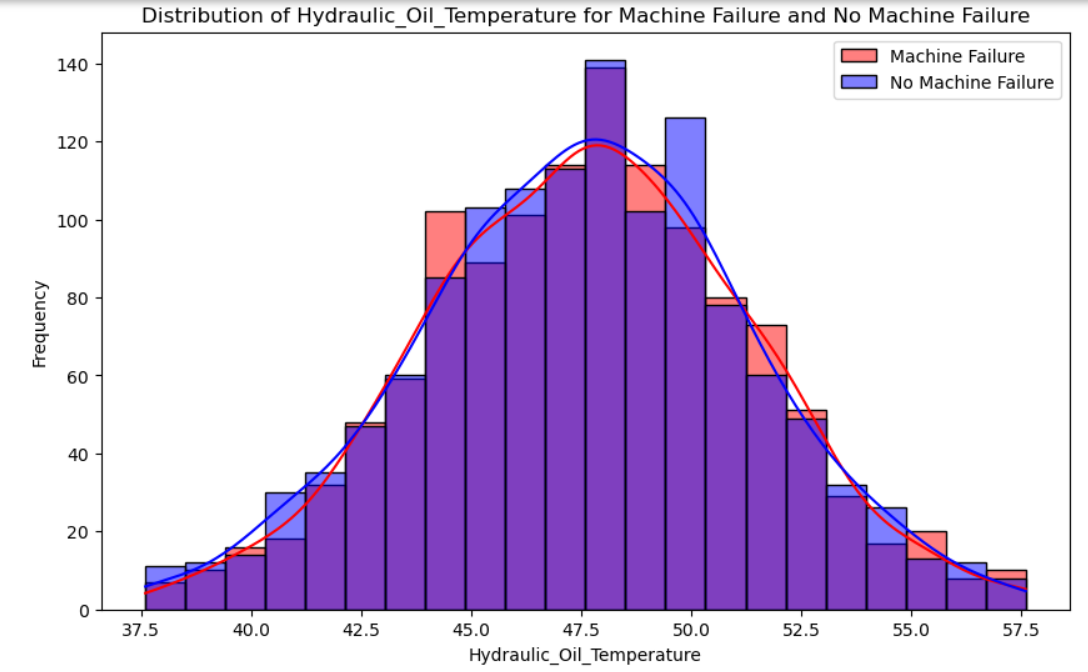 Distribution of Hydraulic_Oil_Temperature for Machine Failure and No Machine Failure
Machine Failure
No Machine Failure
Frequency
140
120
100
80
60
40
20
0
37.5 40.0 42.5 45.0 47.5 50.0 52.5 55.0 57.5
Hydraulic_Oil_Temperature